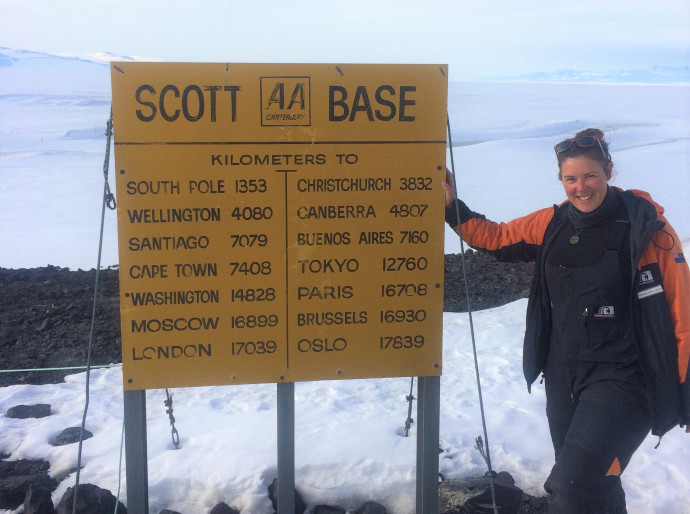 SCOTT AA BASE
CANTERBURY
KILOMETERS TO
SOUTH POLE 1353
WELLINGTON 4080
SANTIAGO 7079
CAPE TOWN 7408
WASHINGTON 14828
MOSCOW 16899
LONDON 17039
CHRISTCHURCH 3832
CANBERRA 4807
BUENOS AIRES 7160
TOKYO 12760
PARIS 16708
BRUSSELS 16930
OSLO 17839